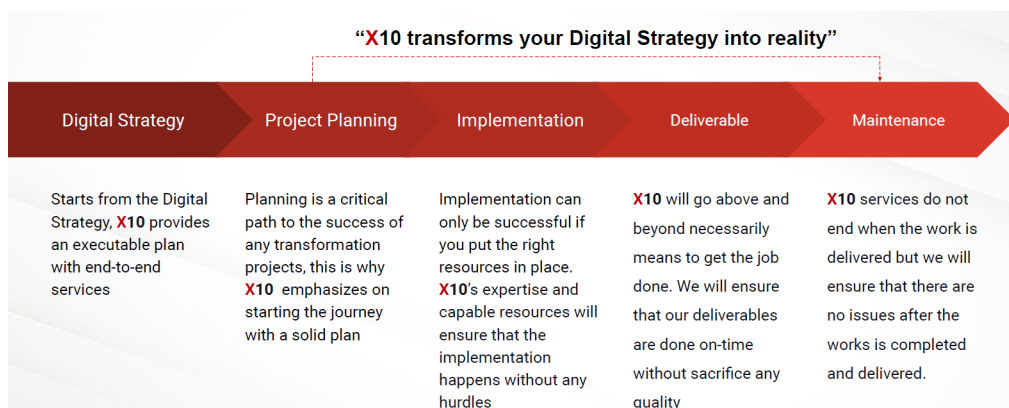 “X10 transforms your Digital Strategy into reality”
Digital Strategy
Project Planning
Implementation
Deliverable
Maintenance
Starts from the Digital
Strategy, X10 provides
an executable plan
with end-to-end
services
Planning is a critical
path to the success of
any transformation
projects, this is why
X10 emphasizes on
starting the journey
with a solid plan
Implementation can
only be successful if
you put the right
resources in place.
X10’s expertise and
capable resources will
ensure that the
implementation
happens without any
hurdles
X10 will go above and
beyond necessarily
means to get the job
done. We will ensure
that our deliverables
are done on-time
without sacrifice any
quality
X10 services do not
end when the work is
delivered but we will
ensure that there are
no issues after the
works is completed
and delivered.